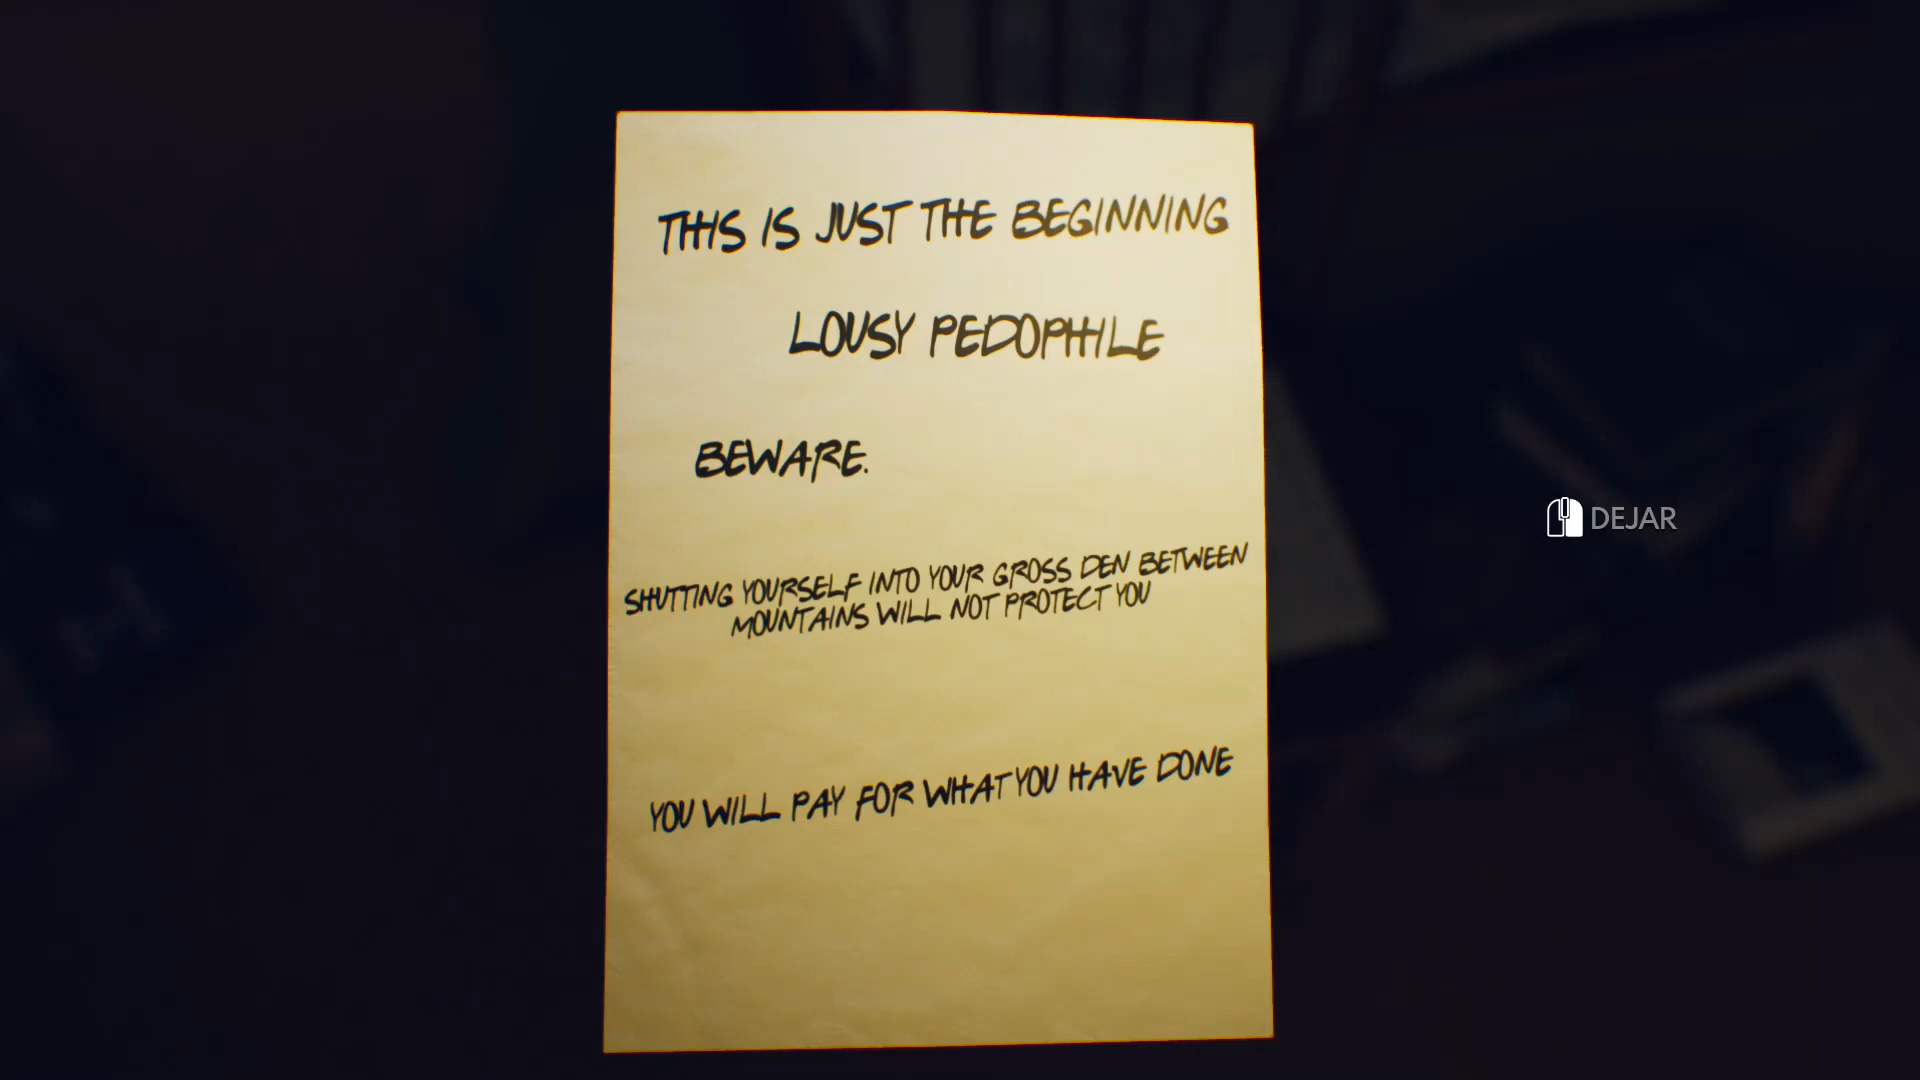 THIS IS JUST THE BEGINNING
LOUSY PEDOPHILE
BEWARE.
SHUTTING YOURSELF INTO YOUR GROSS DEN BETWEEN
MOUNTAINS WILL NOT PROTECT YOU
YOU WILL PAY FOR WHAT YOU HAVE DONE
DEJAR